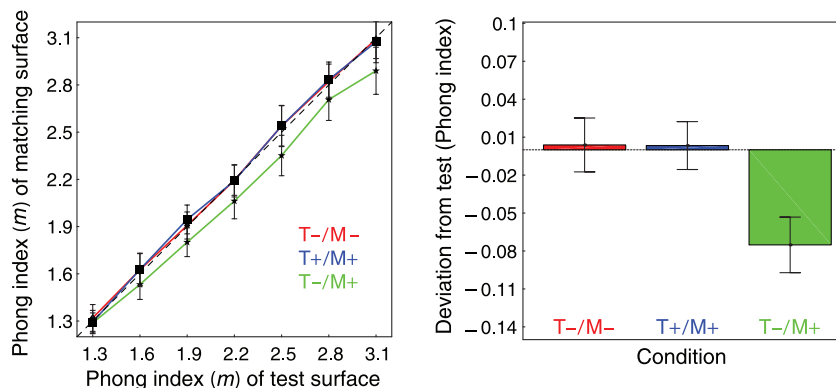 Phong index (m) of matching surface
3.1
2.8
2.5
2.2
1.9
1.6
1.3
T−/M−
T+/M+
T−/M+
1.3 1.6 1.9 2.2 2.5 2.8 3.1
Phong index (m) of test surface
Deviation from test (Phong index)
0.1
0.07
0.04
0.01
−0.02
−0.05
−0.08
−0.11
−0.14
T−/M− T+/M+ T−/M+
Condition